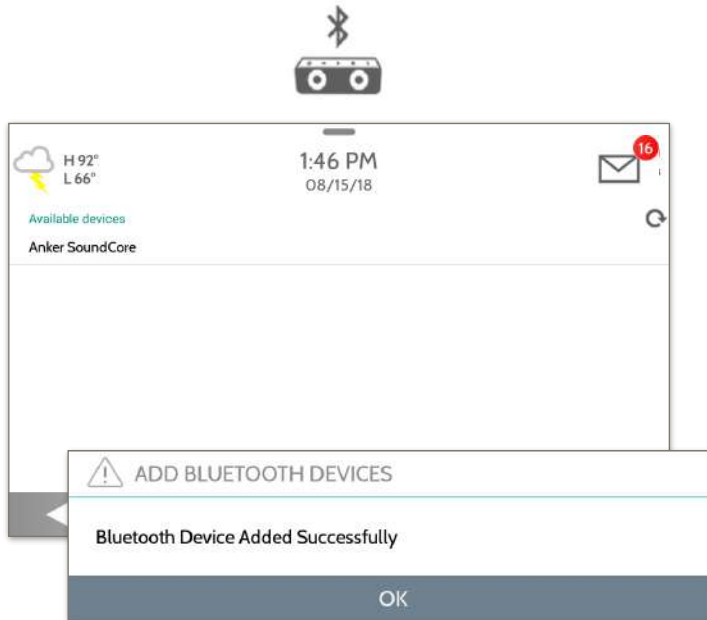 H 92°
L 66°
1:46 PM
08/15/18
16
Available devices
Anker SoundCore
ADD BLUETOOTH DEVICES
Bluetooth Device Added Successfully
OK